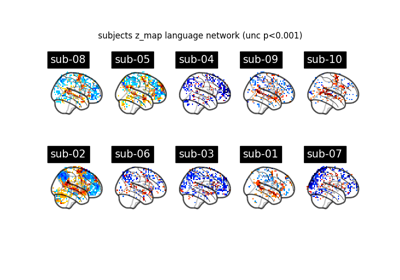 subjects z_map language network (unc p<0.001)
sub-08 sub-05 sub-04 sub-09 sub-10
sub-02 sub-06 sub-03 sub-01 sub-07